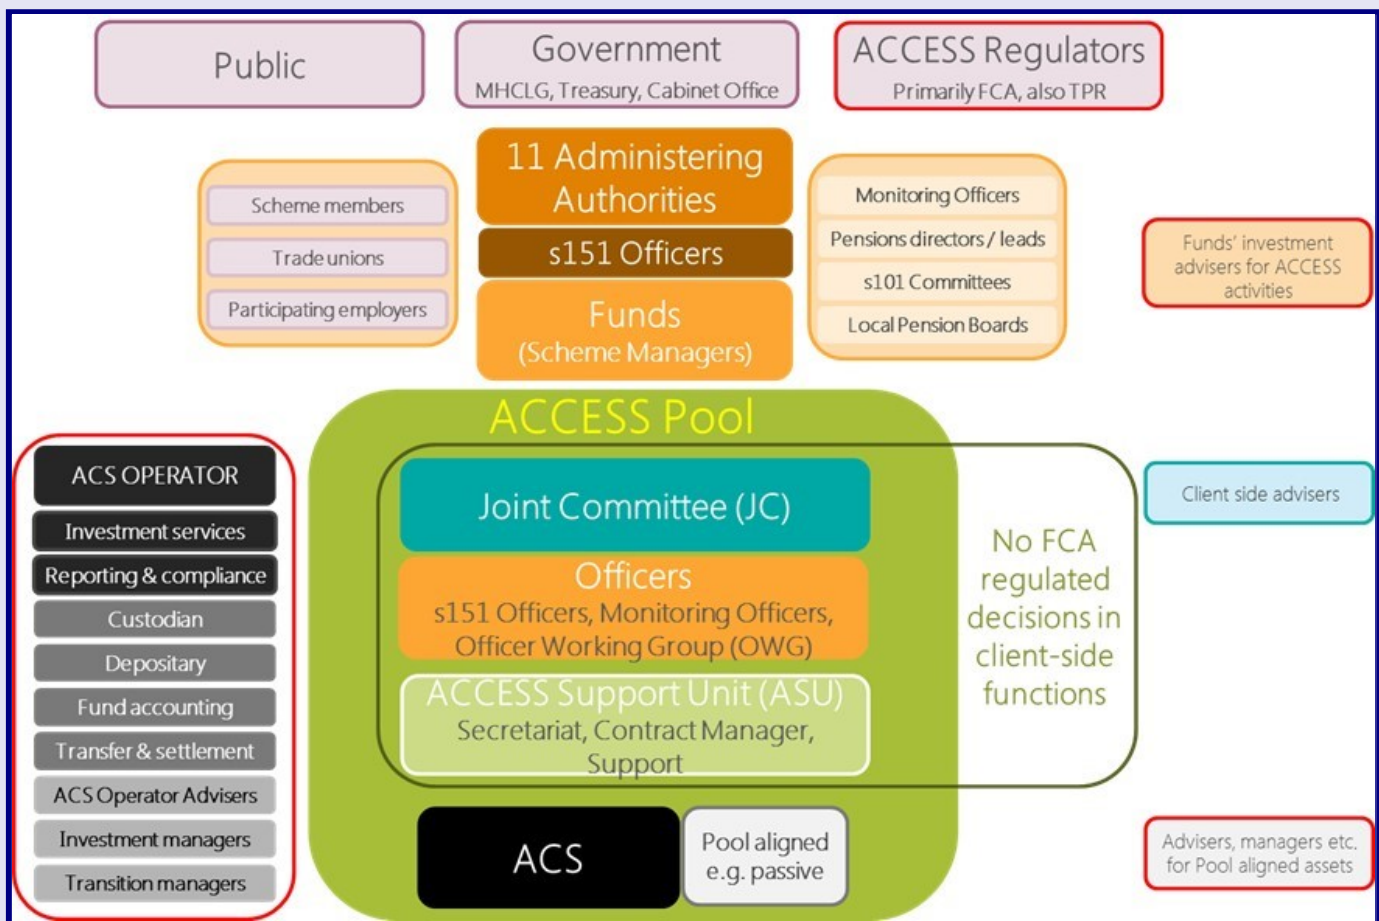 Public
Government
MHCLG, Treasury, Cabinet Office
ACCESS Regulators
Primarily FCA, also TPR
11 Administering
Authorities
s151 Officers
Funds
(Scheme Managers)
Scheme members
Trade unions
Participating employers
Monitoring Officers
Pensions directors / leads
s101 Committees
Local Pension Boards
Funds' investment
advisers for ACCESS
activities
ACCESS Pool
Joint Committee (JC)
Officers
s151 Officers, Monitoring Officers,
Officer Working Group (OWG)
ACCESS Support Unit (ASU)
Secretariat, Contract Manager,
Support
No FCA
regulated
decisions in
client-side
functions
ACS
Pool aligned
e.g. passive
ACS OPERATOR
Investment services
Reporting & compliance
Custodian
Depositary
Fund accounting
Transfer & settlement
ACS Operator Advisers
Investment managers
Transition managers
Client side advisers
Advisers, managers etc.
for Pool aligned assets